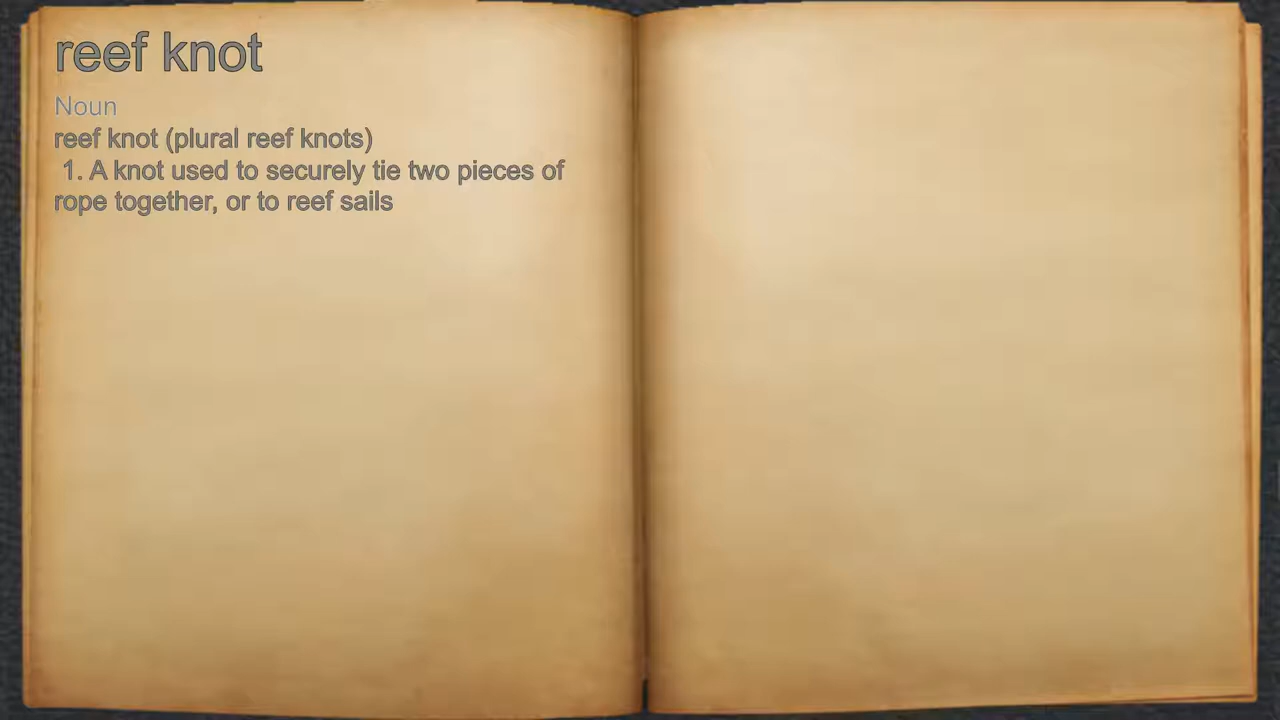 reef knot
Noun
reef knot (plural reef knots)
1. A knot used to securely tie two pieces of
rope together, or to reef sails